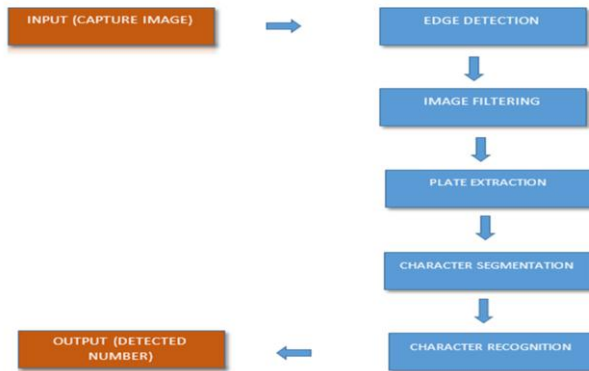 INPUT (CAPTURE IMAGE)
EDGE DETECTION
IMAGE FILTERING
PLATE EXTRACTION
CHARACTER SEGMENTATION
CHARACTER RECOGNITION
OUTPUT (DETECTED
NUMBER)